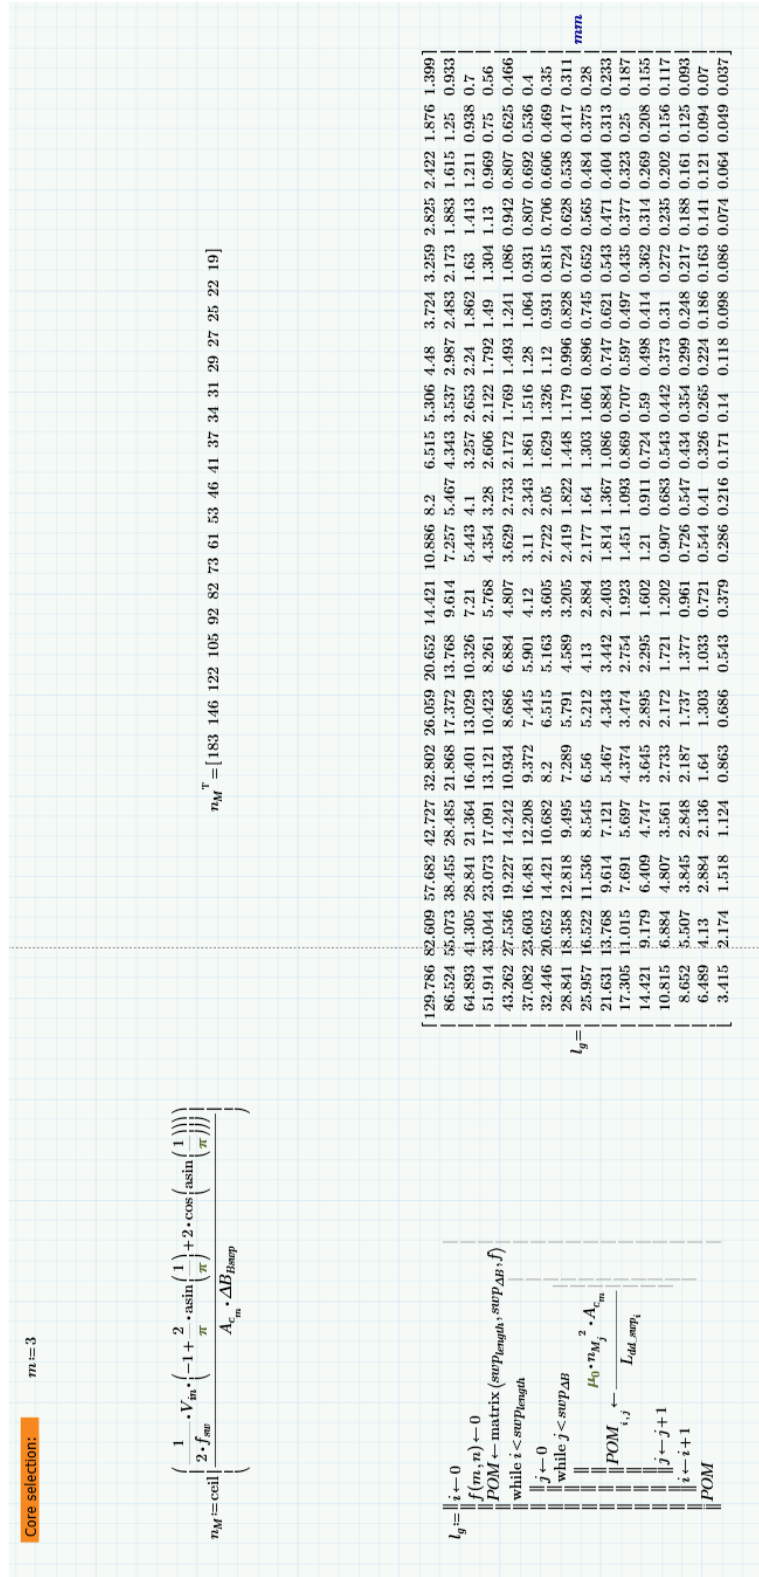 Core selection:
m:=3
n_M:=ceil((1/(2·f_sw)·V_in·(−1+2/π·asin(1/π)+2·cos(asin(1/π))))/(A_c_m·ΔB_Bswp))
n_M^T=[183 146 122 105 92 82 73 61 53 46 41 37 34 31 29 27 25 22 19]
l_g:=‖i←0
f(m,n)←0
POM←matrix(swp_length,swp_ΔB,f)
while i<swp_length
j←0
while j<swp_ΔB
POM_i,j←(μ_0·n_M_j^2·A_c_m)/L_dd_swp_i
j←j+1
i←i+1
POM
l_g=
129.786 82.609 57.682 42.727 32.802 26.059 20.652 14.421 10.886 8.2 6.515 5.306 4.48 3.724 3.259 2.825 2.422 1.876 1.399
86.524 55.073 38.455 28.485 21.868 17.372 13.768 9.614 7.257 5.467 4.343 3.537 2.987 2.483 2.173 1.883 1.615 1.25 0.933
64.893 41.305 28.841 21.364 16.401 13.029 10.326 7.21 5.443 4.1 3.257 2.653 2.24 1.862 1.63 1.413 1.211 0.938 0.7
51.914 33.044 23.073 17.091 13.121 10.423 8.261 5.768 4.354 3.28 2.606 2.122 1.792 1.49 1.304 1.13 0.969 0.75 0.56
43.262 27.536 19.227 14.242 10.934 8.686 6.884 4.807 3.629 2.733 2.172 1.769 1.493 1.241 1.086 0.942 0.807 0.625 0.466
37.082 23.603 16.481 12.208 9.372 7.445 5.901 4.12 3.11 2.343 1.861 1.516 1.28 1.064 0.931 0.807 0.692 0.536 0.4
32.446 20.652 14.421 10.682 8.2 6.515 5.163 3.605 2.722 2.05 1.629 1.326 1.12 0.931 0.815 0.706 0.606 0.469 0.35
28.841 18.358 12.818 9.495 7.289 5.791 4.589 3.205 2.419 1.822 1.448 1.179 0.996 0.828 0.724 0.628 0.538 0.417 0.311
25.957 16.522 11.536 8.545 6.56 5.212 4.13 2.884 2.177 1.64 1.303 1.061 0.896 0.745 0.652 0.565 0.484 0.375 0.28
21.631 13.768 9.614 7.121 5.467 4.343 3.442 2.403 1.814 1.367 1.086 0.884 0.747 0.621 0.543 0.471 0.404 0.313 0.233
17.305 11.015 7.691 5.697 4.374 3.474 2.754 1.923 1.451 1.093 0.869 0.707 0.597 0.497 0.435 0.377 0.323 0.25 0.187
14.421 9.179 6.409 4.747 3.645 2.895 2.295 1.602 1.21 0.911 0.724 0.59 0.498 0.414 0.362 0.314 0.269 0.208 0.155
10.815 6.884 4.807 3.561 2.733 2.172 1.721 1.202 0.907 0.683 0.543 0.442 0.373 0.31 0.272 0.235 0.202 0.156 0.117
8.652 5.507 3.845 2.848 2.187 1.737 1.377 0.961 0.726 0.547 0.434 0.354 0.299 0.248 0.217 0.188 0.161 0.125 0.093
6.489 4.13 2.884 2.136 1.64 1.303 1.033 0.721 0.544 0.41 0.326 0.265 0.224 0.186 0.163 0.141 0.121 0.094 0.07
3.415 2.174 1.518 1.124 0.863 0.686 0.543 0.379 0.286 0.216 0.171 0.14 0.118 0.098 0.086 0.074 0.064 0.049 0.037
mm